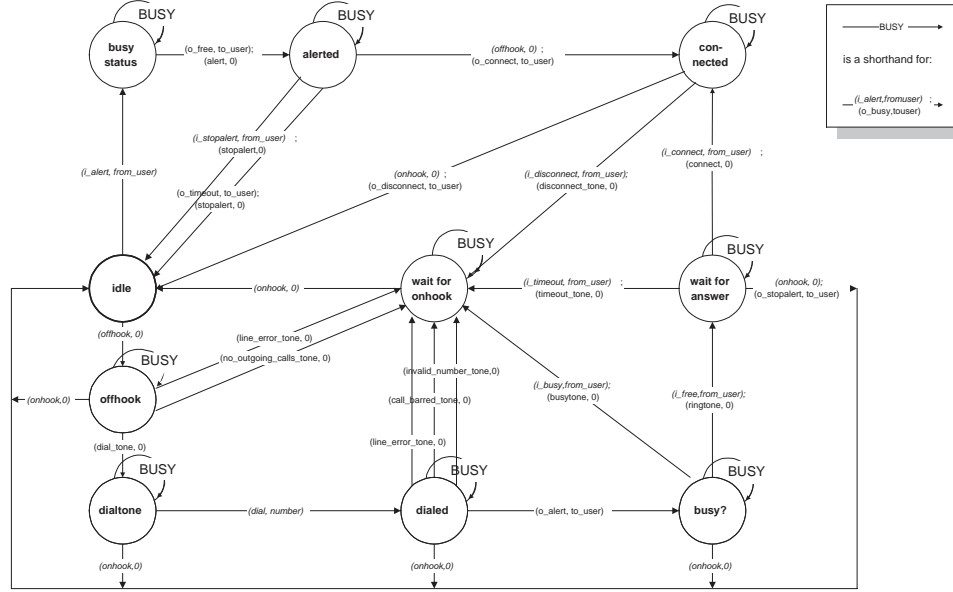 BUSY
BUSY
BUSY
BUSY
busy
status
(o_free, to_user);
(alert, 0)
alerted
(offhook, 0) ;
(o_connect, to_user)
con-
nected
is a shorthand for:
(i_alert,fromuser) ;
(o_busy,touser)
(i_stopalert, from_user) ;
(stopalert,0)
(i_connect, from_user) ;
(connect, 0)
(i_alert, from_user)
(onhook, 0) ;
(o_disconnect, to_user)
(i_disconnect, from_user);
(disconnect_tone, 0)
(o_timeout, to_user);
(stopalert, 0)
BUSY
BUSY
idle
(onhook, 0)
wait for
onhook
(i_timeout, from_user) ;
(timeout_tone, 0)
wait for
answer
(onhook, 0);
(o_stopalert, to_user)
(offhook, 0)
(line_error_tone, 0)
BUSY
(no_outgoing_calls_tone, 0)
(invalid_number_tone,0)
(onhook,0)
offhook
(call_barred_tone, 0)
(i_busy,from_user);
(busytone, 0)
(i_free,from_user);
(ringtone, 0)
(dial_tone, 0)
(line_error_tone, 0)
BUSY
BUSY
BUSY
dialtone
(dial, number)
dialed
(o_alert, to_user)
busy?
(onhook,0)
(onhook,0)
(onhook,0)